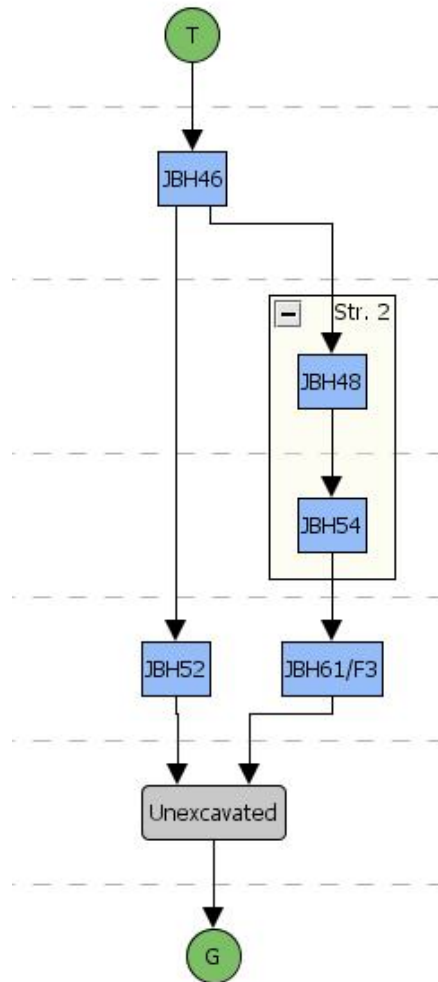 T
JBH46
Str. 2
JBH48
JBH54
JBH52
JBH61/F3
Unexcavated
G